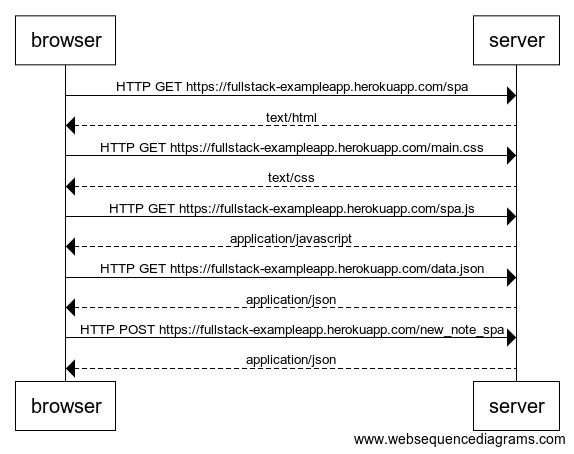 browser server
HTTP GET https://fullstack-exampleapp.herokuapp.com/spa
text/html
HTTP GET https://fullstack-exampleapp.herokuapp.com/main.css
text/css
HTTP GET https://fullstack-exampleapp.herokuapp.com/spa.js
application/javascript
HTTP GET https://fullstack-exampleapp.herokuapp.com/data.json
application/json
HTTP POST https://fullstack-exampleapp.herokuapp.com/new_note_spa
application/json
browser server
www.websequencediagrams.com